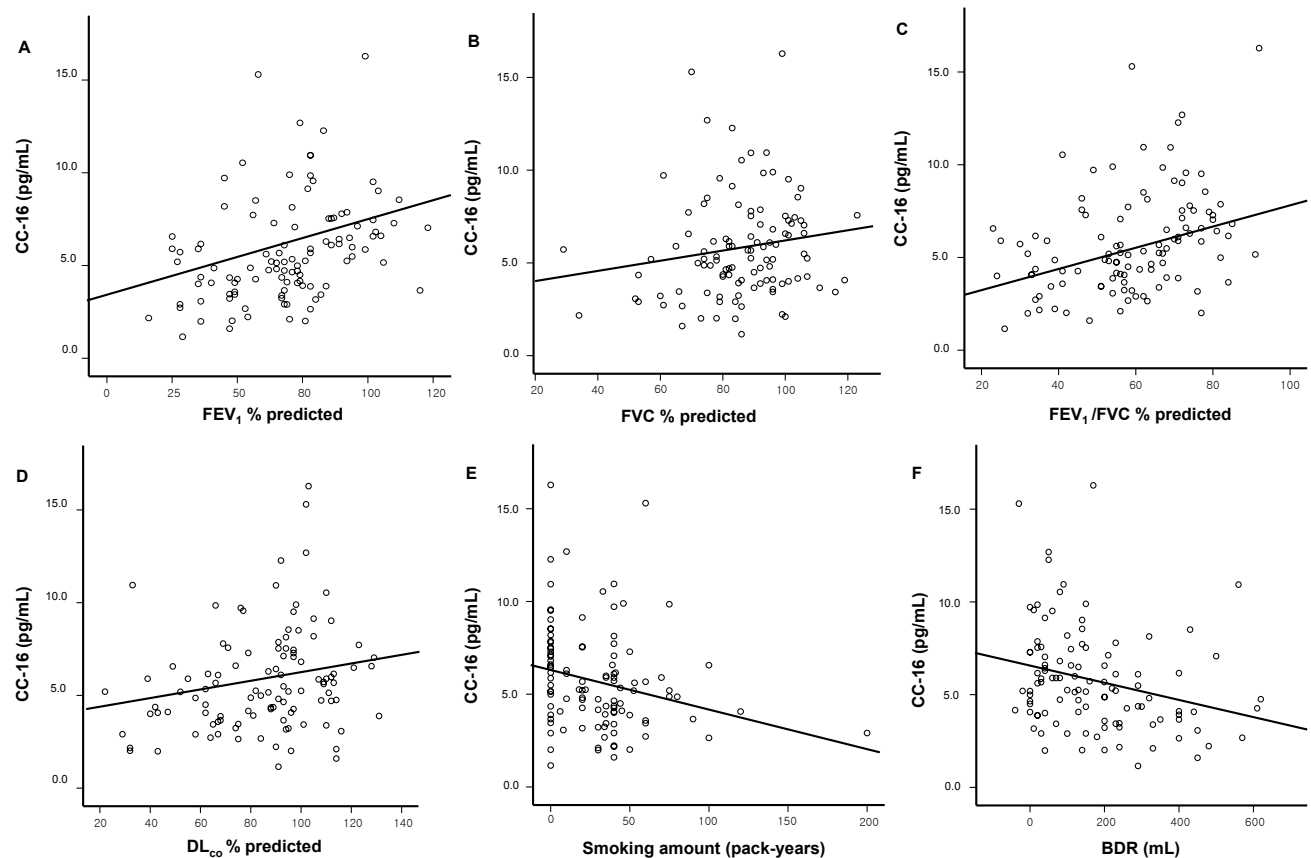 A
CC-16 (pg/mL)
15.0
10.0
5.0
0.0
0 25 50 60 80 100 120
FEV1 % predicted
B
CC-16 (pg/mL)
15.0
10.0
5.0
0.0
20 40 60 80 100 120
FVC % predicted
C
CC-16 (pg/mL)
15.0
10.0
5.0
0.0
20 40 60 80 100
FEV1 /FVC % predicted
D
CC-16 (pg/mL)
15.0
10.0
5.0
0.0
20 40 60 80 100 120 140
DLco % predicted
E
CC-16 (pg/mL)
15.0
10.0
5.0
0.0
0 50 100 150 200
Smoking amount (pack-years)
F
CC-16 (pg/mL)
15.0
10.0
5.0
0.0
0 200 400 600
BDR (mL)